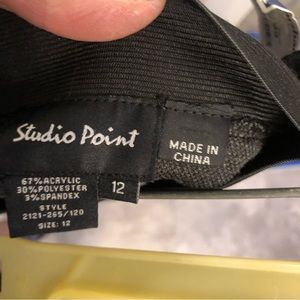 Studio Point
MADE IN
CHINA
12
67% ACRYLIC
30% POLYESTER
3% SPANDEX
STYLE
2121-265/120
SIZE: 12